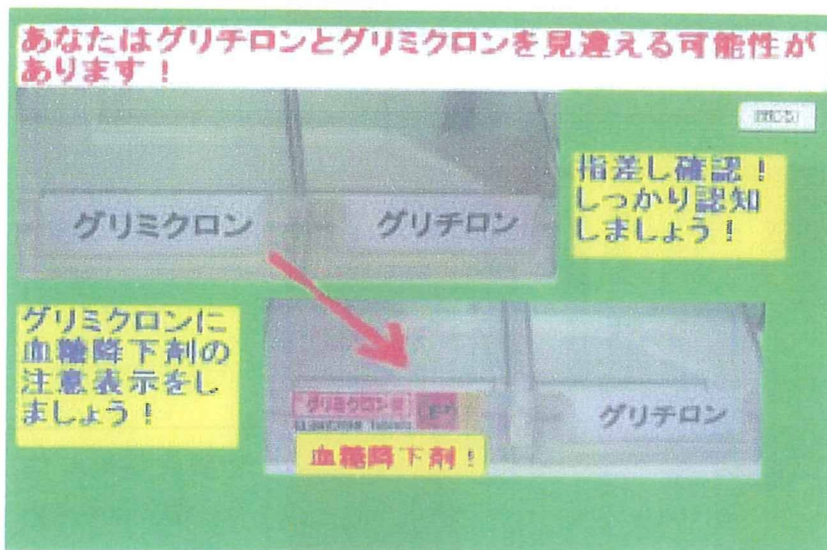 あなたはグリチロンとグリミクロンを見違える可能性が
あります！
閉じる
グリミクロン
グリチロン
指差し確認！
しっかり認知
しましょう！
グリミクロンに
血糖降下剤の
注意表示をし
ましょう！
グリミクロン
グリチロン
血糖降下剤！